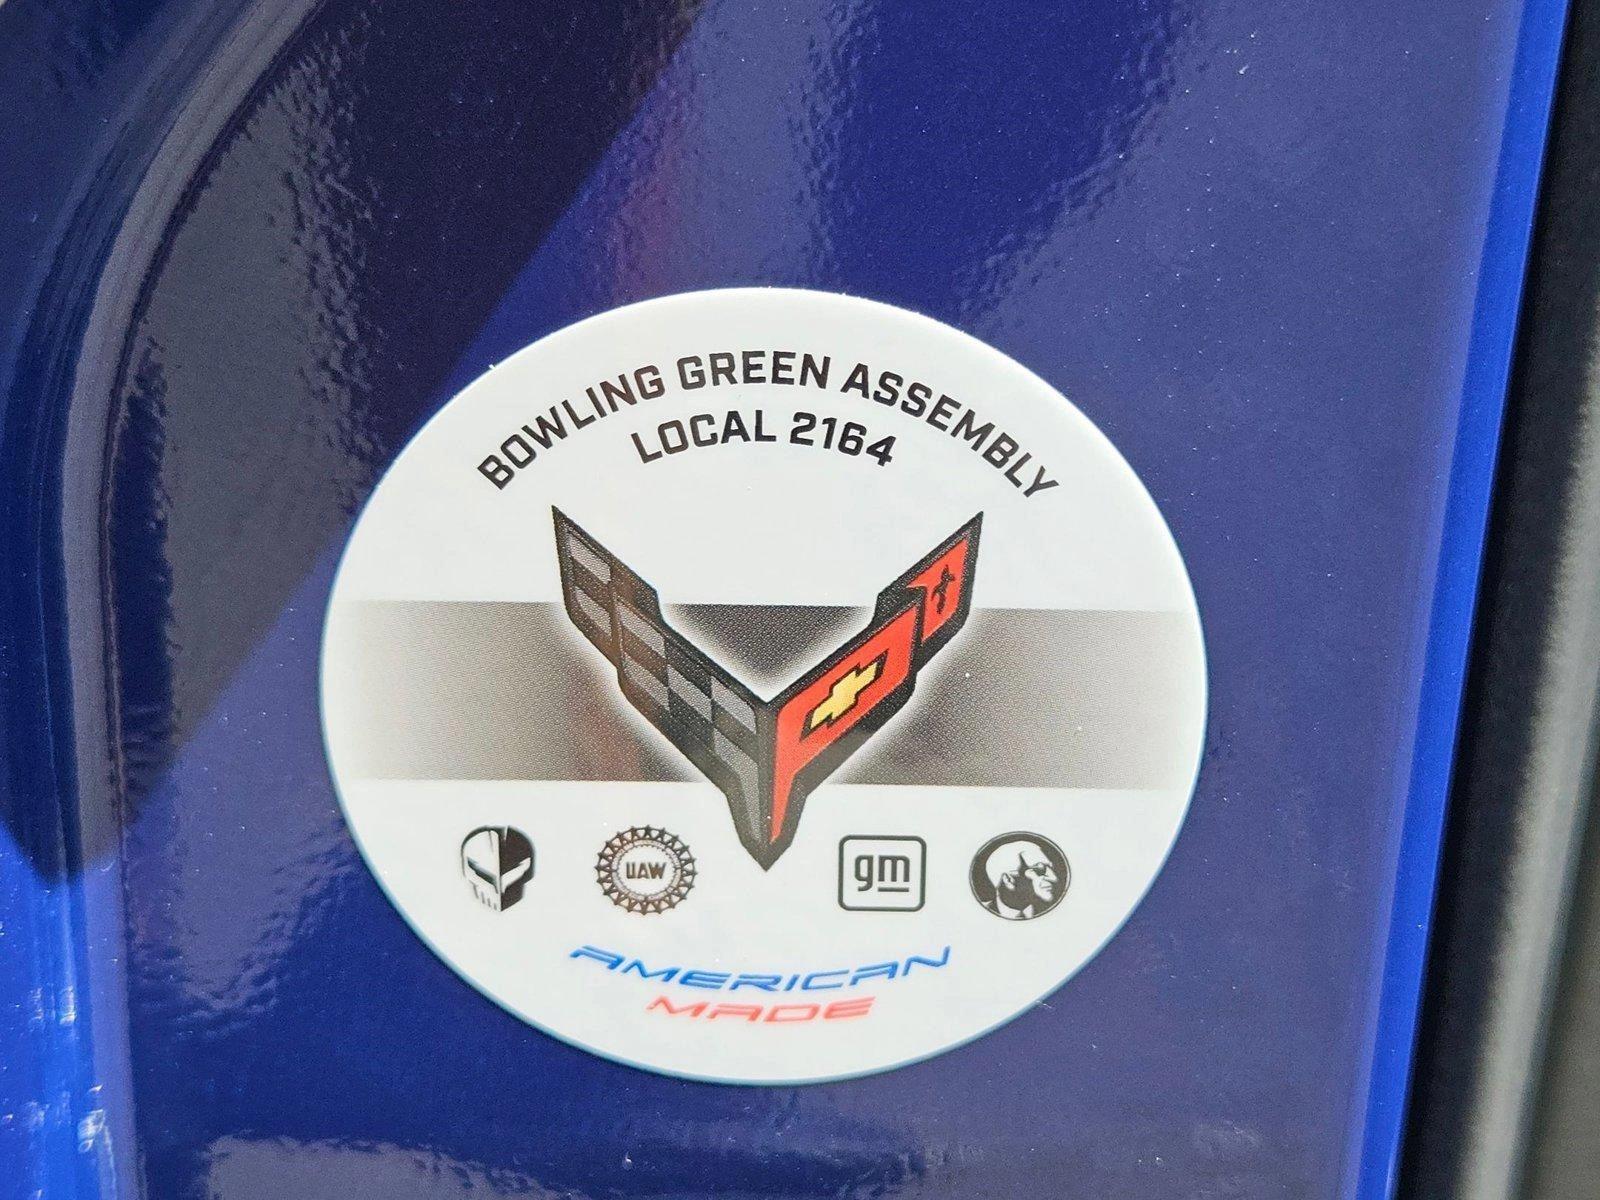 BOWLING GREEN ASSEMBLY
LOCAL 2164
UAW
gm
AMERICAN
MADE